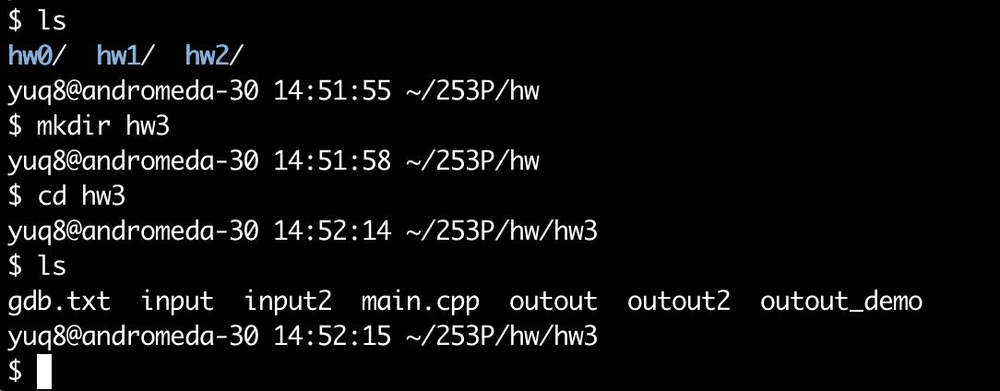 $ ls
hw0/  hw1/  hw2/
yuq8@andromeda-30 14:51:55 ~/253P/hw
$ mkdir hw3
yuq8@andromeda-30 14:51:58 ~/253P/hw
$ cd hw3
yuq8@andromeda-30 14:52:14 ~/253P/hw/hw3
$ ls
gdb.txt  input  input2  main.cpp  outout  outout2  outout_demo
yuq8@andromeda-30 14:52:15 ~/253P/hw/hw3
$